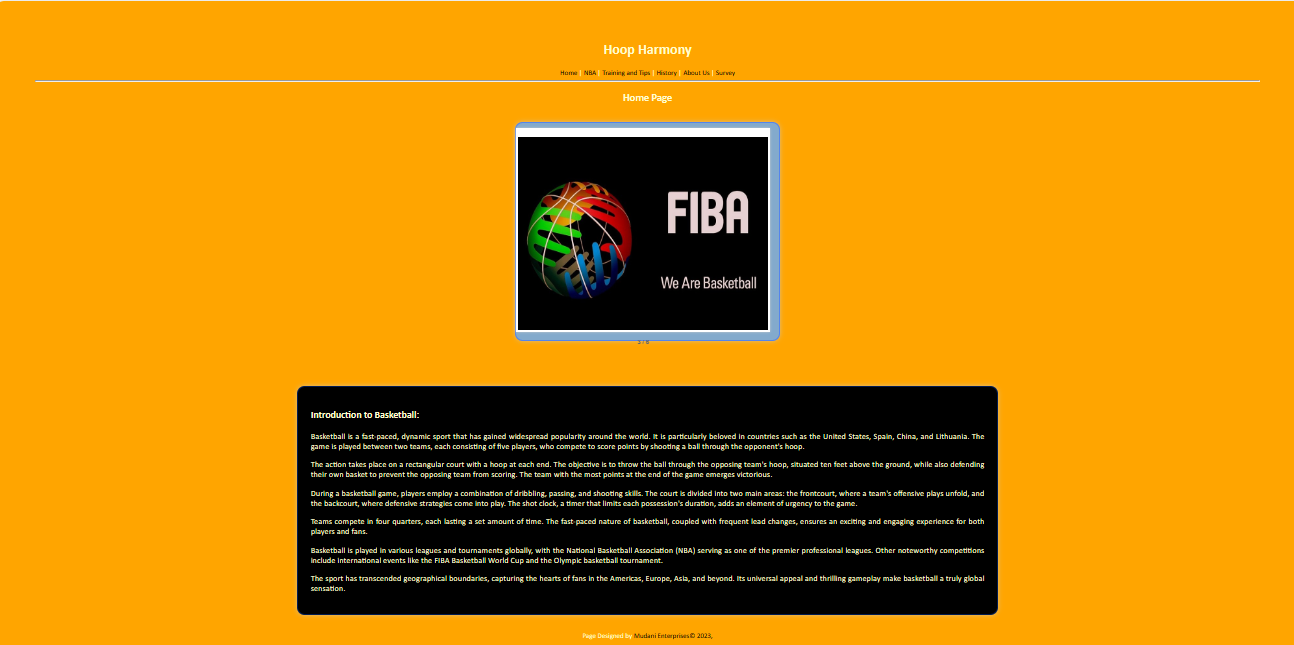 Hoop Harmony
Home | NBA | Training and Tips | History | About Us | Survey
Home Page
FIBA
We Are Basketball
Introduction to Basketball:
Basketball is a fast-paced, dynamic sport that has gained widespread popularity around the world. It is particularly beloved in countries such as the United States, Spain, China, and Lithuania. The
game is played between two teams, each consisting of five players, who compete to score points by shooting a ball through the opponent's hoop.
The action takes place on a rectangular court with a hoop at each end. The objective is to throw the ball through the opposing team's hoop, situated ten feet above the ground, while also defending
their own basket to prevent the opposing team from scoring. The team with the most points at the end of the game emerges victorious.
During a basketball game, players employ a combination of dribbling, passing, and shooting skills. The court is divided into two main areas: the frontcourt, where a team's offensive plays unfold, and
the backcourt, where defensive strategies come into play. The shot clock, a timer that limits each possession's duration, adds an element of urgency to the game.
Teams compete in four quarters, each lasting a set amount of time. The fast-paced nature of basketball, coupled with frequent lead changes, ensures an exciting and engaging experience for both
players and fans.
Basketball is played in various leagues and tournaments globally, with the National Basketball Association (NBA) serving as one of the premier professional leagues. Other noteworthy competitions
include international events like the FIBA Basketball World Cup and the Olympic basketball tournament.
The sport has transcended geographical boundaries, capturing the hearts of fans in the Americas, Europe, Asia, and beyond. Its universal appeal and thrilling gameplay make basketball a truly global
sensation.
Page Designed by Mudani Enterprises© 2023,